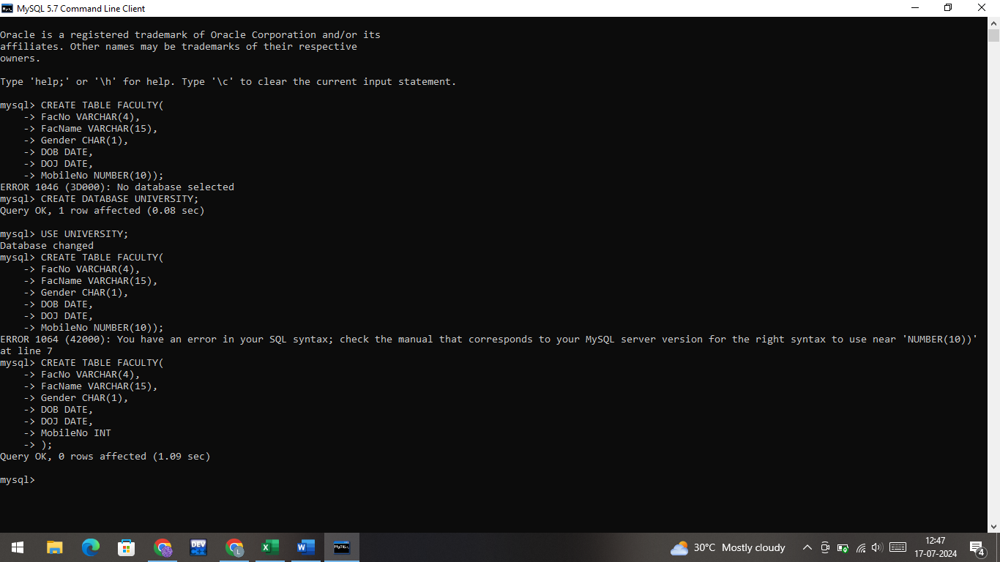 MySQL 5.7 Command Line Client
Oracle is a registered trademark of Oracle Corporation and/or its
affiliates. Other names may be trademarks of their respective
owners.
Type 'help;' or '\h' for help. Type '\c' to clear the current input statement.
mysql> CREATE TABLE FACULTY(
    -> FacNo VARCHAR(4),
    -> FacName VARCHAR(15),
    -> Gender CHAR(1),
    -> DOB DATE,
    -> DOJ DATE,
    -> MobileNo NUMBER(10));
ERROR 1046 (3D000): No database selected
mysql> CREATE DATABASE UNIVERSITY;
Query OK, 1 row affected (0.08 sec)
mysql> USE UNIVERSITY;
Database changed
mysql> CREATE TABLE FACULTY(
    -> FacNo VARCHAR(4),
    -> FacName VARCHAR(15),
    -> Gender CHAR(1),
    -> DOB DATE,
    -> DOJ DATE,
    -> MobileNo NUMBER(10));
ERROR 1064 (42000): You have an error in your SQL syntax; check the manual that corresponds to your MySQL server version for the right syntax to use near 'NUMBER(10))'
at line 7
mysql> CREATE TABLE FACULTY(
    -> FacNo VARCHAR(4),
    -> FacName VARCHAR(15),
    -> Gender CHAR(1),
    -> DOB DATE,
    -> DOJ DATE,
    -> MobileNo INT
    -> );
Query OK, 0 rows affected (1.09 sec)
mysql>
DEV
L
X
W
MySQL
30°C Mostly cloudy
12:47
17-07-2024
4